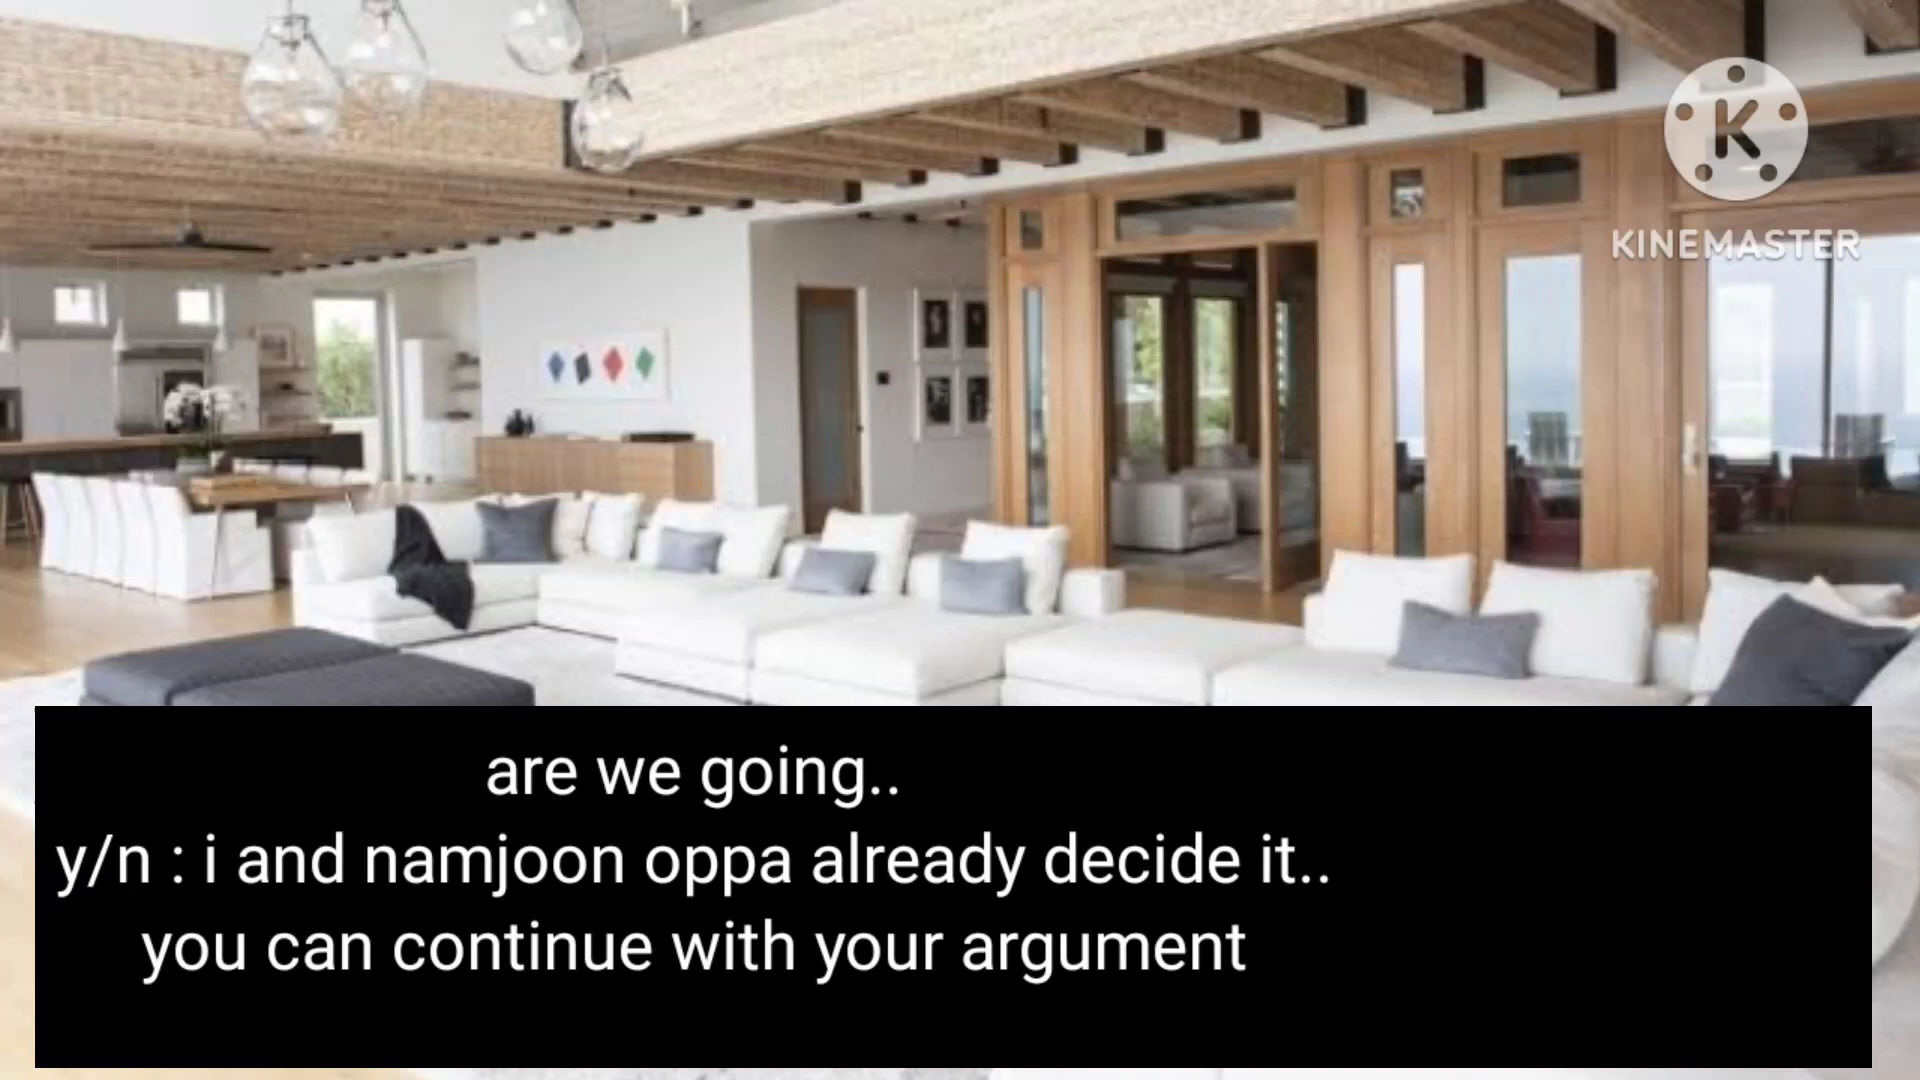 K
KINEMASTER
are we going..
y/n : i and namjoon oppa already decide it..
you can continue with your argument